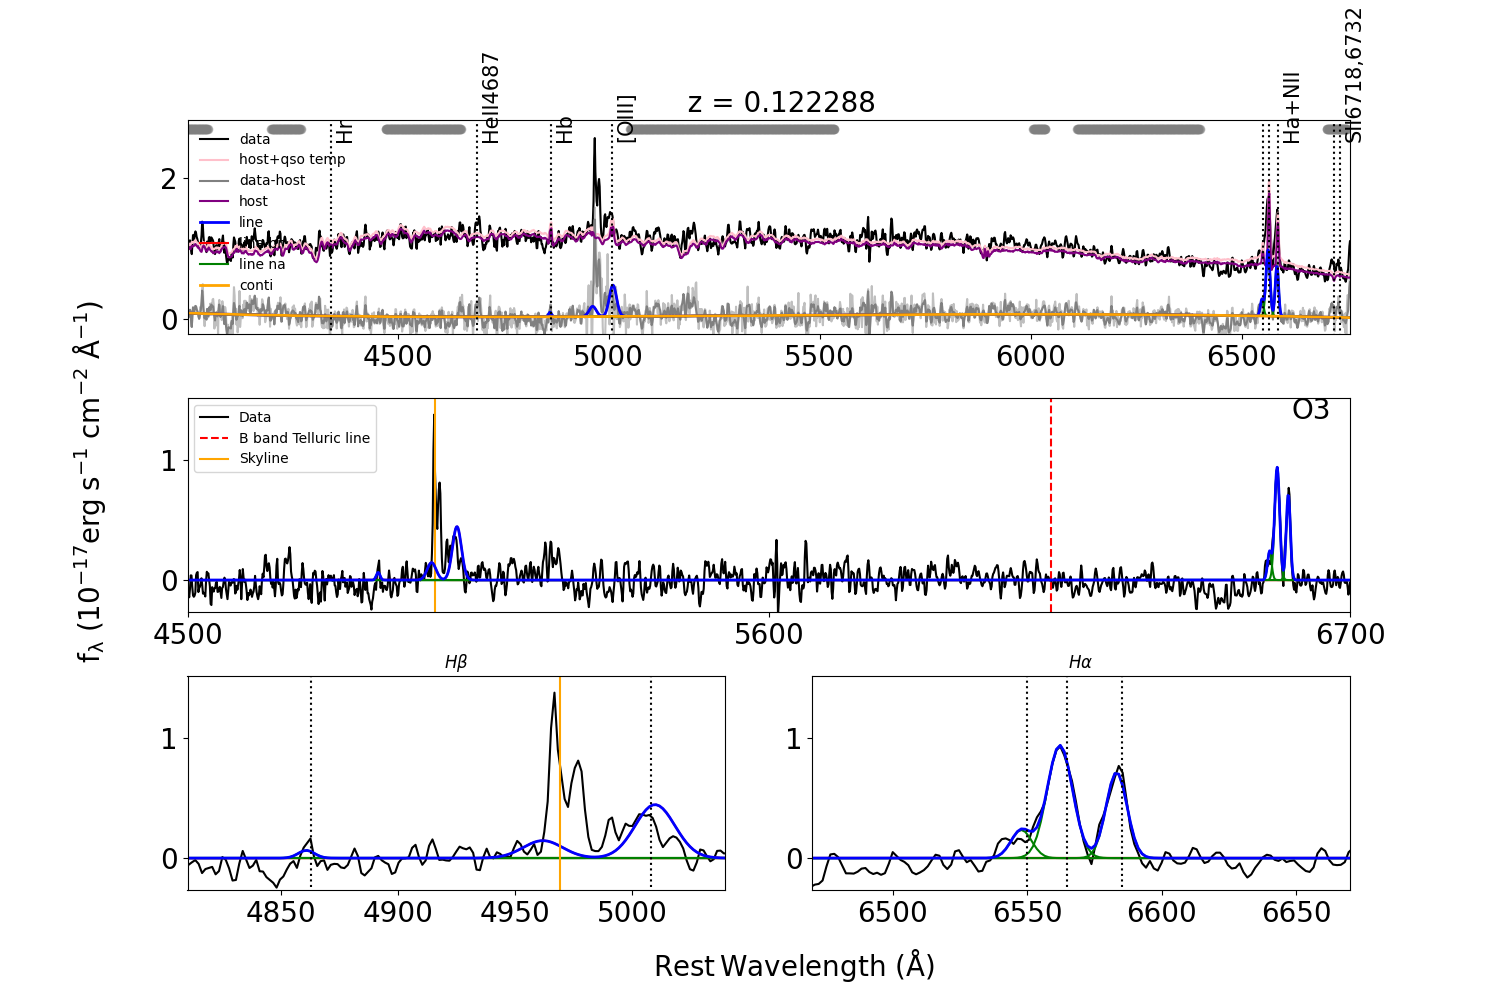 z = 0.122288
Hr
HeII4687
Hb
[OIII]
Ha+NII
SII6718,6732
data
host+qso temp
data-host
host
line
line na
conti
2
0
4500 5000 5500 6000 6500
fλ (10⁻¹⁷erg s⁻¹ cm⁻² Å⁻¹)
O3
Data
B band Telluric line
Skyline
1
0
4500 5600 6700
Hβ
1
0
4850 4900 4950 5000
Hα
1
0
6500 6550 6600 6650
Rest Wavelength (Å)